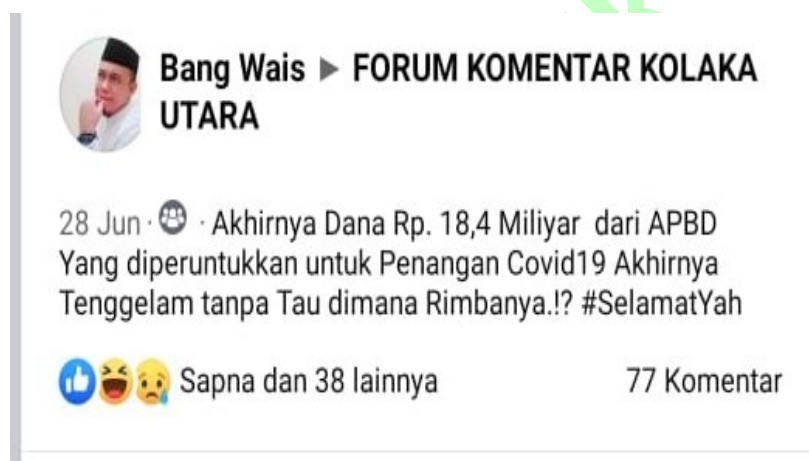 Bang Wais ▶ FORUM KOMENTAR KOLAKA
UTARA
28 Jun · · Akhirnya Dana Rp. 18,4 Miliyar dari APBD
Yang diperuntukkan untuk Penangan Covid19 Akhirnya
Tenggelam tanpa Tau dimana Rimbanya.!? #SelamatYah
Sapna dan 38 lainnya 77 Komentar